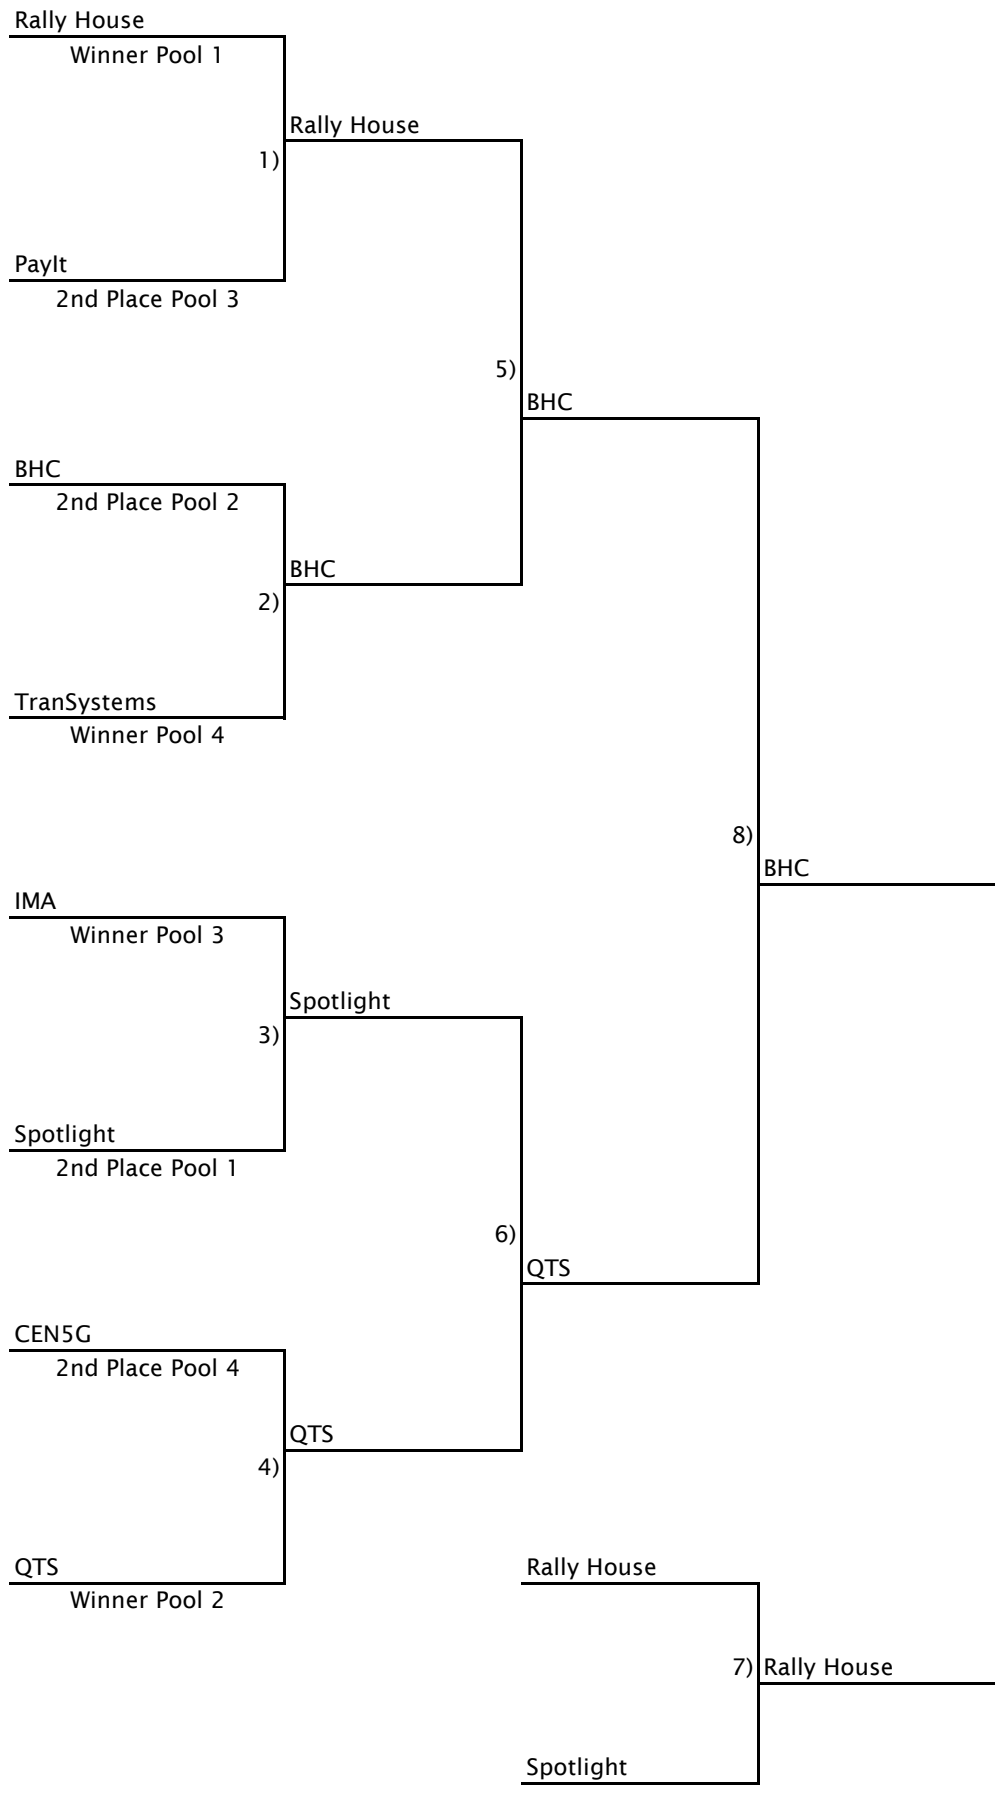 Rally House
Winner Pool 1
Rally House
1)
PayIt
2nd Place Pool 3
5)
BHC
BHC
2nd Place Pool 2
BHC
2)
TranSystems
Winner Pool 4
8)
BHC
IMA
Winner Pool 3
Spotlight
3)
Spotlight
2nd Place Pool 1
6)
QTS
CEN5G
2nd Place Pool 4
QTS
4)
QTS
Winner Pool 2
Rally House
7)
Rally House
Spotlight